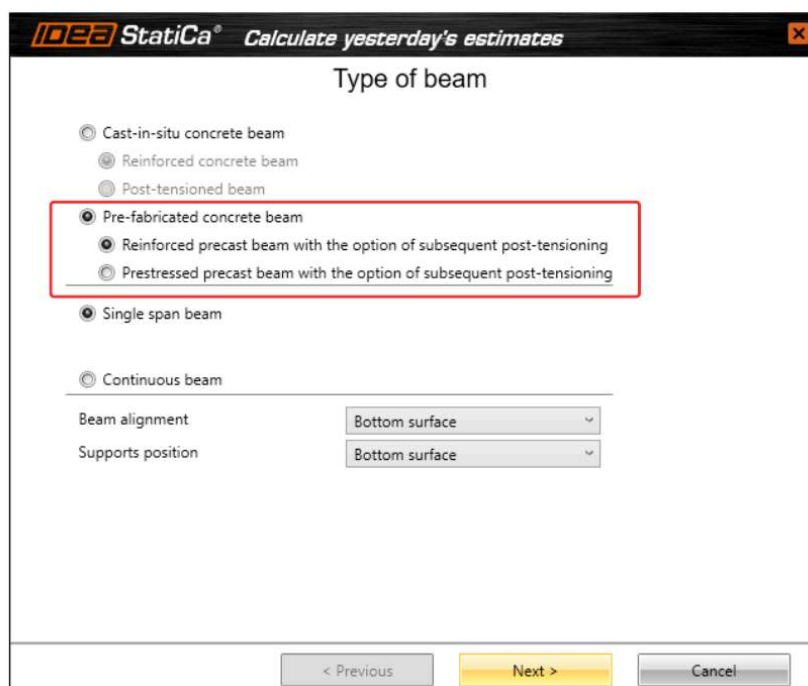 IDEA StatiCa® Calculate yesterday's estimates
Type of beam
Cast-in-situ concrete beam
Reinforced concrete beam
Post-tensioned beam
Pre-fabricated concrete beam
Reinforced precast beam with the option of subsequent post-tensioning
Prestressed precast beam with the option of subsequent post-tensioning
Single span beam
Continuous beam
Beam alignment Bottom surface
Supports position Bottom surface
< Previous Next > Cancel